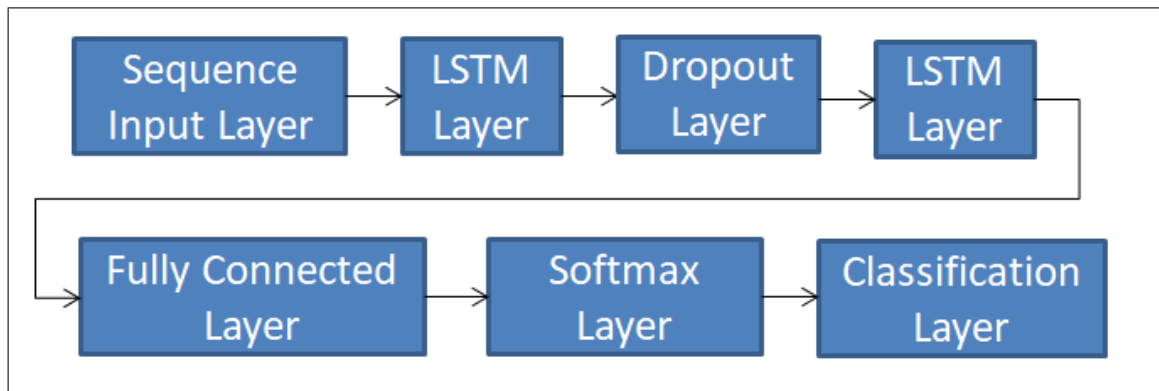 Sequence
Input Layer
LSTM
Layer
Dropout
Layer
LSTM
Layer
Fully Connected
Layer
Softmax
Layer
Classification
Layer